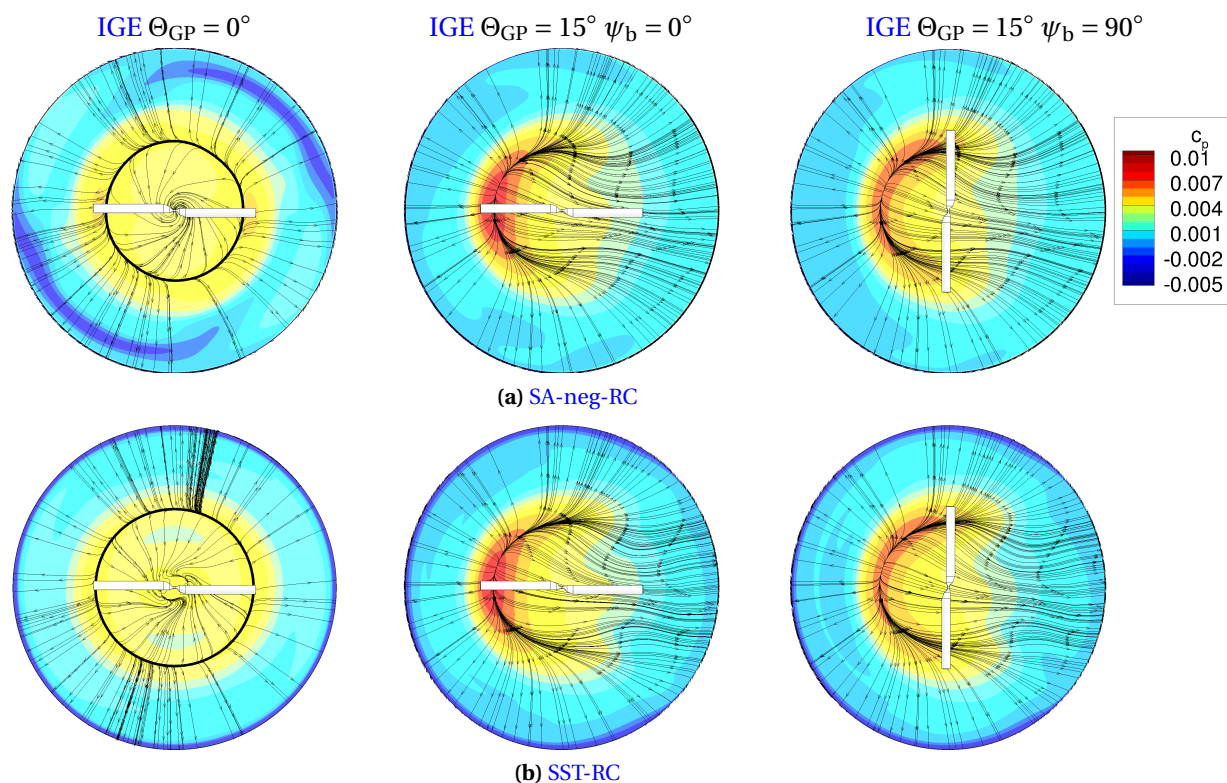 IGE Θ_GP = 0°
IGE Θ_GP = 15° ψ_b = 0°
IGE Θ_GP = 15° ψ_b = 90°
c_p
0.01
0.007
0.004
0.001
-0.002
-0.005
(a) SA-neg-RC
(b) SST-RC